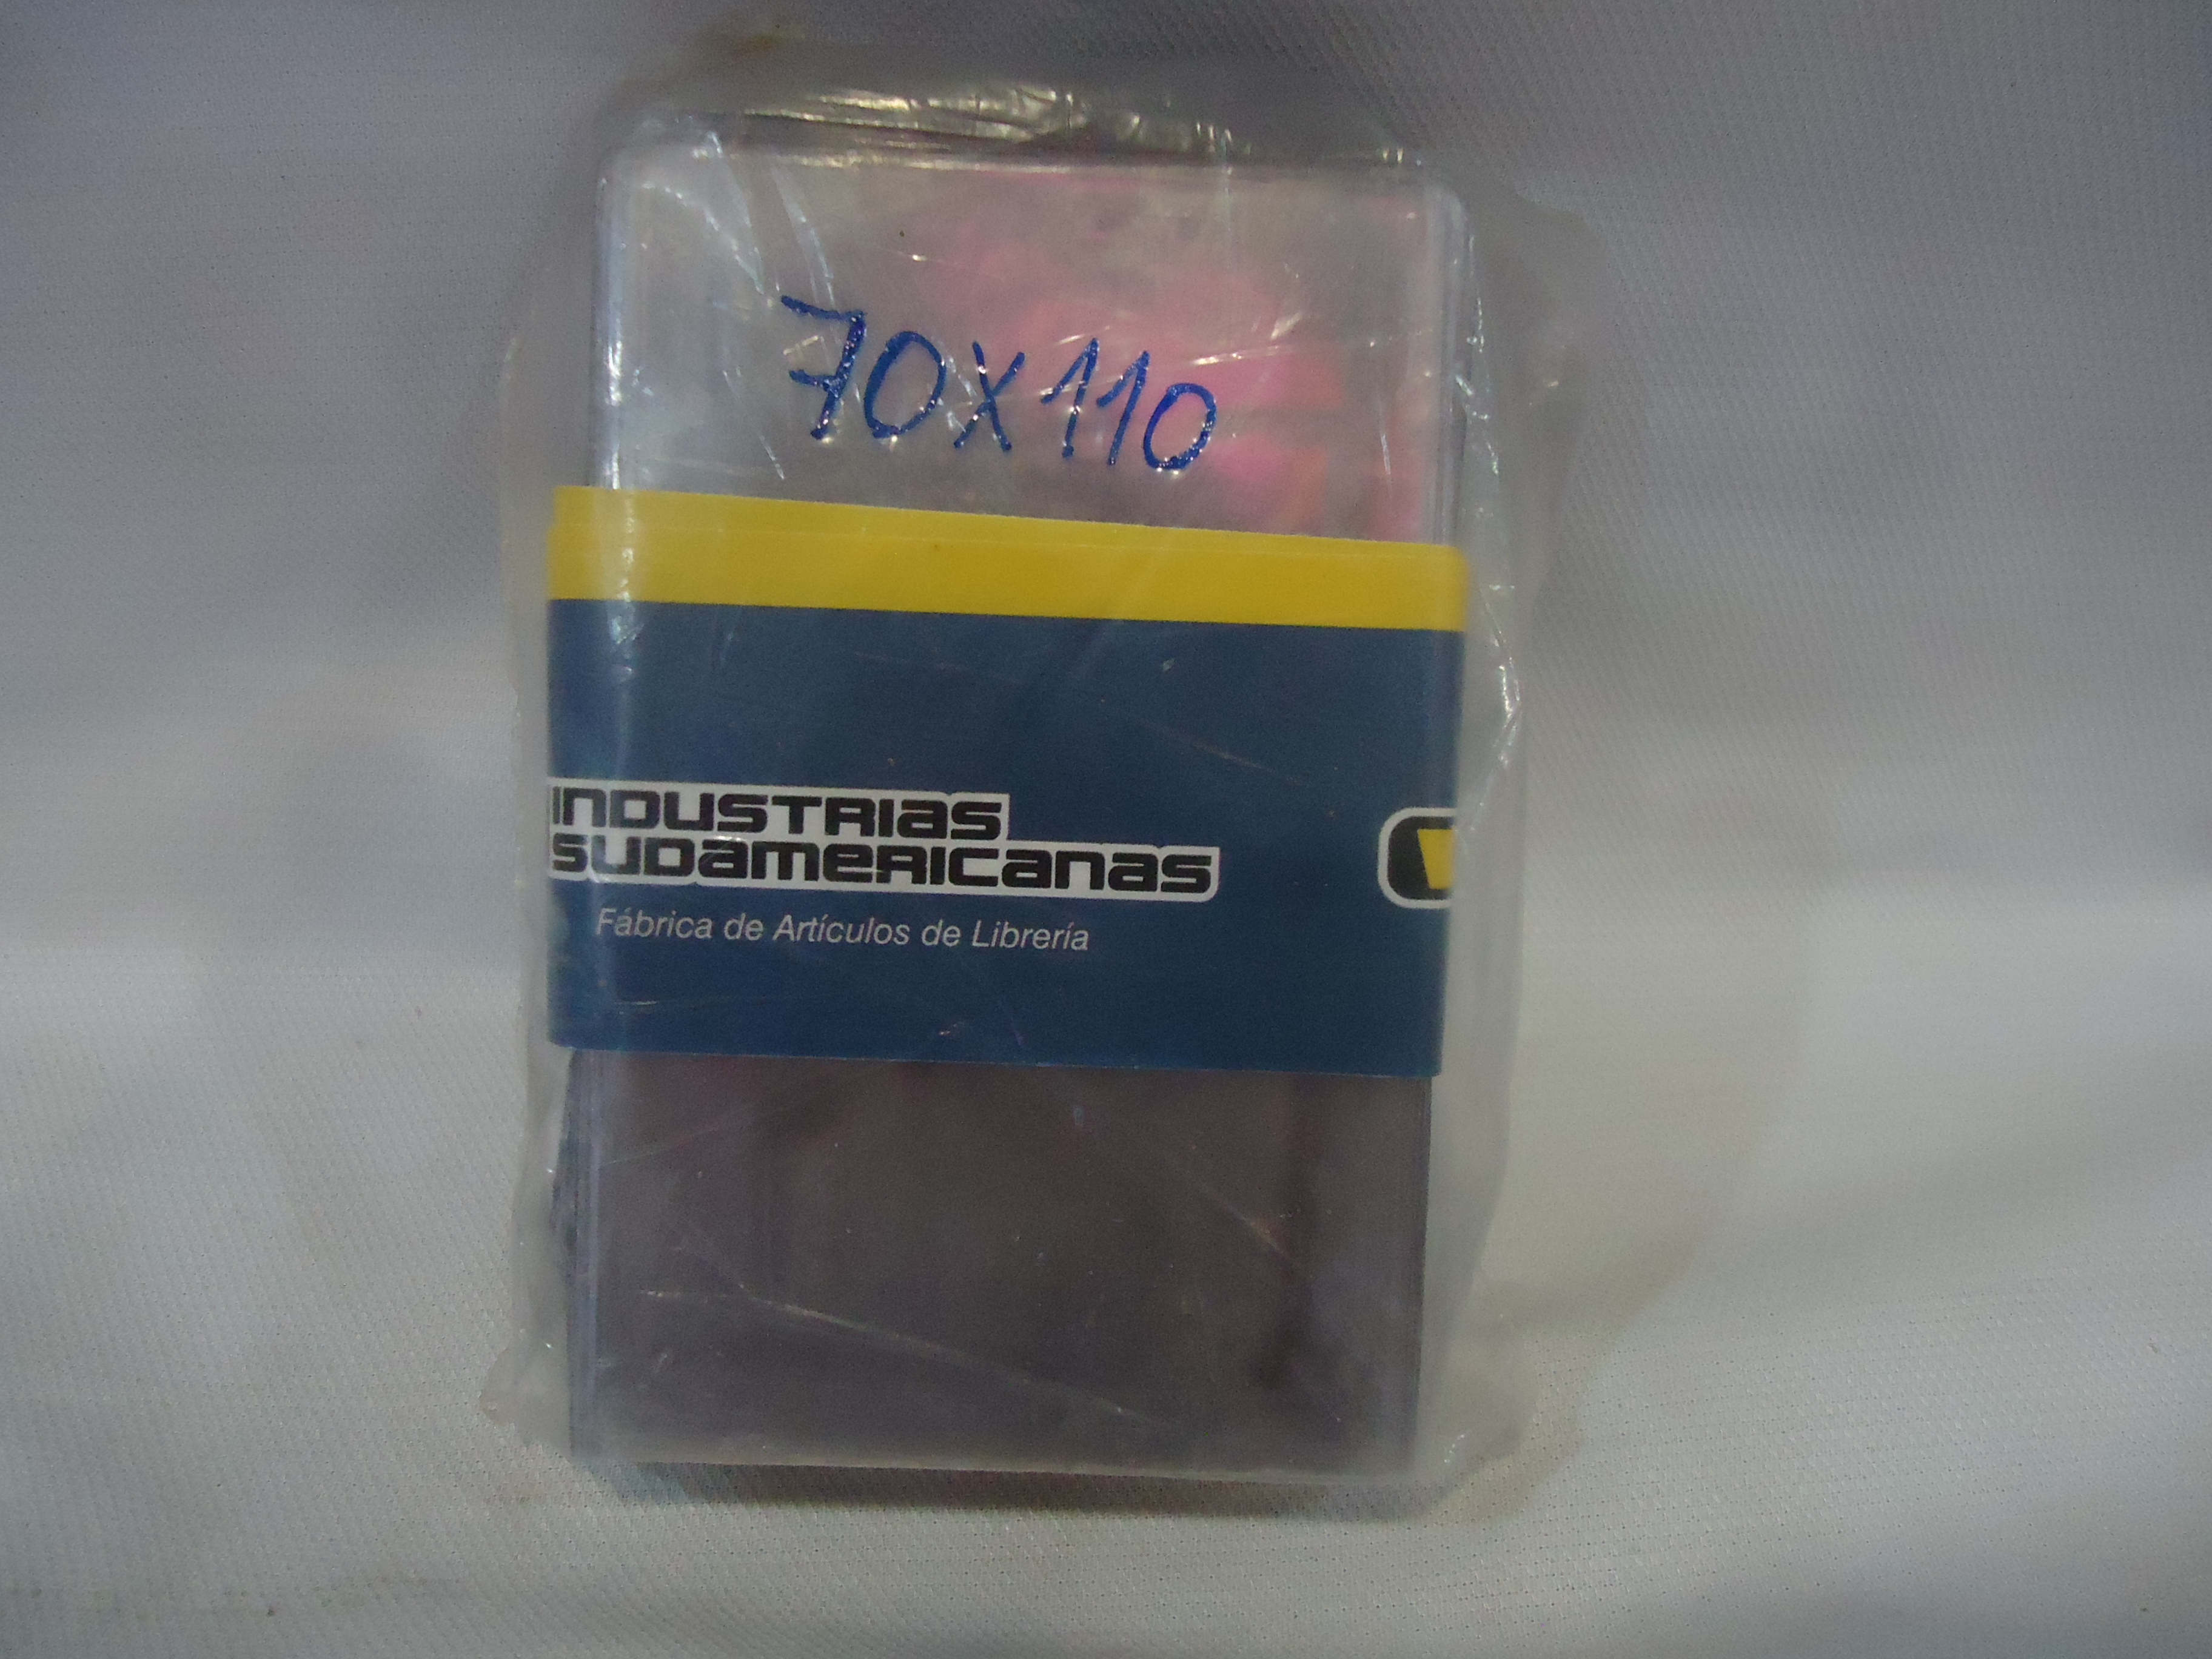 70X110
INDUSTRIAS
SUDAMERICANAS
Fábrica de Artículos de Librería